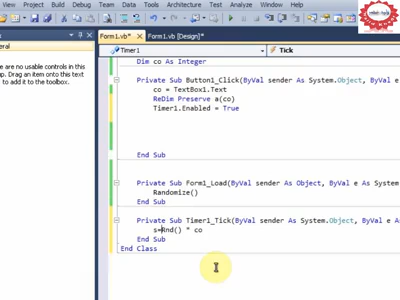 View Project Build Debug Team Data Tools Architecture Test Analyze Window Help
Form1.vb* × Form1.vb [Design]*
Timer1 Tick
General
There are no usable controls in this
group. Drag an item onto this text
to add it to the toolbox.
Dim co As Integer
Private Sub Button1_Click(ByVal sender As System.Object, ByVal e
co = TextBox1.Text
ReDim Preserve a(co)
Timer1.Enabled = True
End Sub
Private Sub Form1_Load(ByVal sender As Object, ByVal e As System
Randomize()
End Sub
Private Sub Timer1_Tick(ByVal sender As System.Object, ByVal e As
s=Rnd() * co
End Sub
End Class